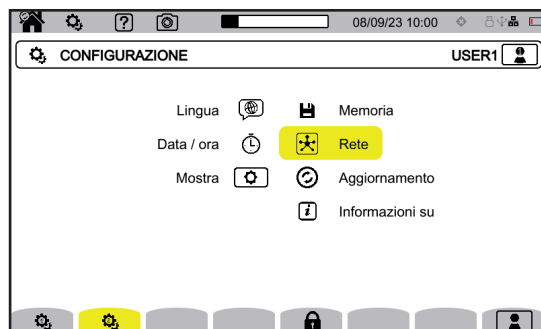 08/09/23 10:00
CONFIGURAZIONE
USER1
Lingua
Memoria
Data / ora
Rete
Mostra
Aggiornamento
Informazioni su